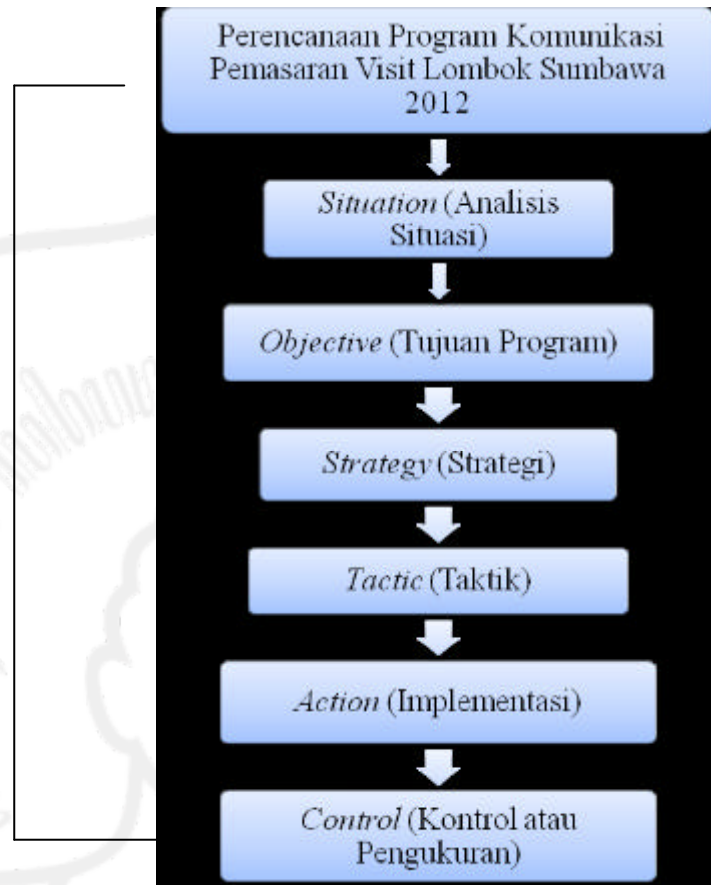 Perencanaan Program Komunikasi
Pemasaran Visit Lombok Sumbawa
2012
Situation (Analisis
Situasi)
Objective (Tujuan Program)
Strategy (Strategi)
Tactic (Taktik)
Action (Implementasi)
Control (Kontrol atau
Pengukuran)